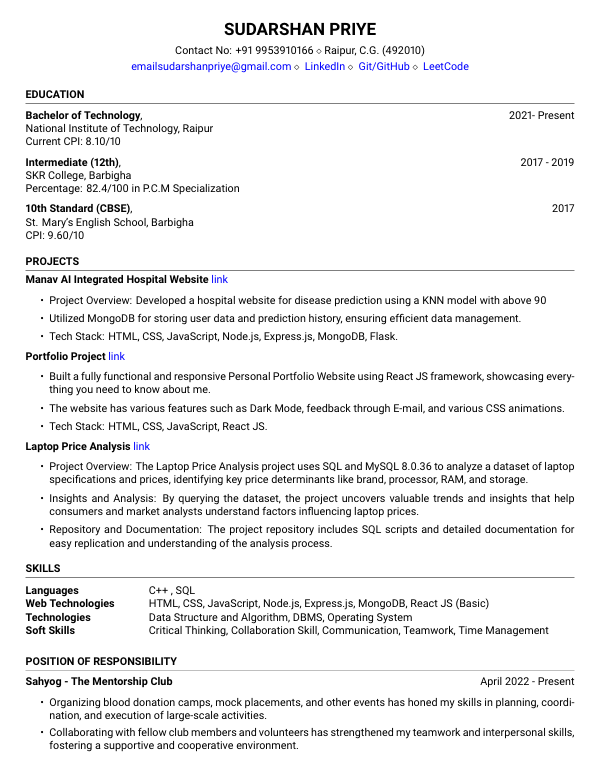 SUDARSHAN PRIYE
Contact No: +91 9953910166 ⋄ Raipur, C.G. (492010)
emailsudarshanpriye@gmail.com ⋄ LinkedIn ⋄ Git/GitHub ⋄ LeetCode
EDUCATION
Bachelor of Technology, 2021- Present
National Institute of Technology, Raipur
Current CPI: 8.10/10
Intermediate (12th), 2017 - 2019
SKR College, Barbigha
Percentage: 82.4/100 in P.C.M Specialization
10th Standard (CBSE), 2017
St. Mary's English School, Barbigha
CPI: 9.60/10
PROJECTS
Manav AI Integrated Hospital Website link
• Project Overview: Developed a hospital website for disease prediction using a KNN model with above 90
• Utilized MongoDB for storing user data and prediction history, ensuring efficient data management.
• Tech Stack: HTML, CSS, JavaScript, Node.js, Express.js, MongoDB, Flask.
Portfolio Project link
• Built a fully functional and responsive Personal Portfolio Website using React JS framework, showcasing every-
thing you need to know about me.
• The website has various features such as Dark Mode, feedback through E-mail, and various CSS animations.
• Tech Stack: HTML, CSS, JavaScript, React JS.
Laptop Price Analysis link
• Project Overview: The Laptop Price Analysis project uses SQL and MySQL 8.0.36 to analyze a dataset of laptop
specifications and prices, identifying key price determinants like brand, processor, RAM, and storage.
• Insights and Analysis: By querying the dataset, the project uncovers valuable trends and insights that help
consumers and market analysts understand factors influencing laptop prices.
• Repository and Documentation: The project repository includes SQL scripts and detailed documentation for
easy replication and understanding of the analysis process.
SKILLS
Languages C++ , SQL
Web Technologies HTML, CSS, JavaScript, Node.js, Express.js, MongoDB, React JS (Basic)
Technologies Data Structure and Algorithm, DBMS, Operating System
Soft Skills Critical Thinking, Collaboration Skill, Communication, Teamwork, Time Management
POSITION OF RESPONSIBILITY
Sahyog - The Mentorship Club April 2022 - Present
• Organizing blood donation camps, mock placements, and other events has honed my skills in planning, coordi-
nation, and execution of large-scale activities.
• Collaborating with fellow club members and volunteers has strengthened my teamwork and interpersonal skills,
fostering a supportive and cooperative environment.